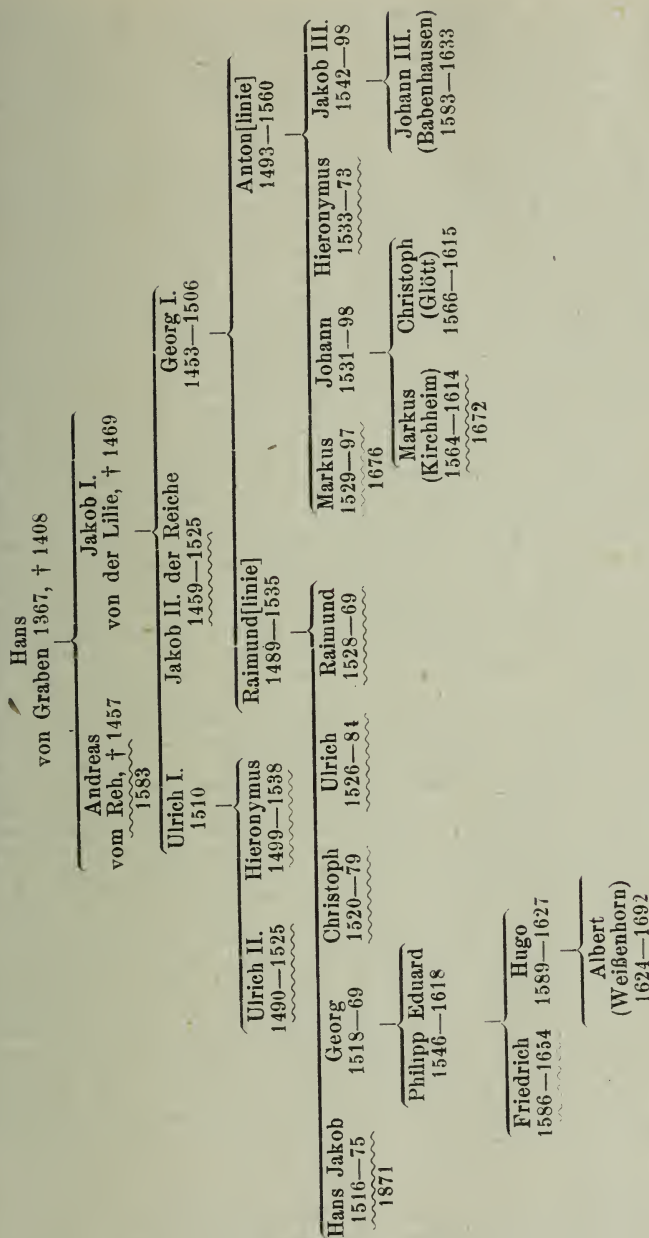 Hans
von Graben 1367, † 1408
Andreas
vom Reh, † 1457
1583
Jakob I.
von der Lilie, † 1469
Ulrich I.
1510
Jakob II. der Reiche
1459—1525
Georg I.
1453—1506
Ulrich II.
1490—1525
Hieronymus
1499—1538
Raimund[linie]
1489—1535
Anton[linie]
1493—1560
Hans Jakob
1516—75
1871
Georg
1518—69
Christoph
1520—79
Ulrich
1526—84
Raimund
1528—69
Markus
1529—97
1676
Johann
1531—98
Hieronymus
1533—73
Jakob III.
1542—98
Philipp Eduard
1546—1618
Markus
(Kirchheim)
1564—1614
1672
Christoph
(Glött)
1566—1615
Johann III.
(Babenhausen)
1583—1633
Friedrich
1586—1654
Hugo
1589—1627
Albert
(Weißenhorn)
1624—1692